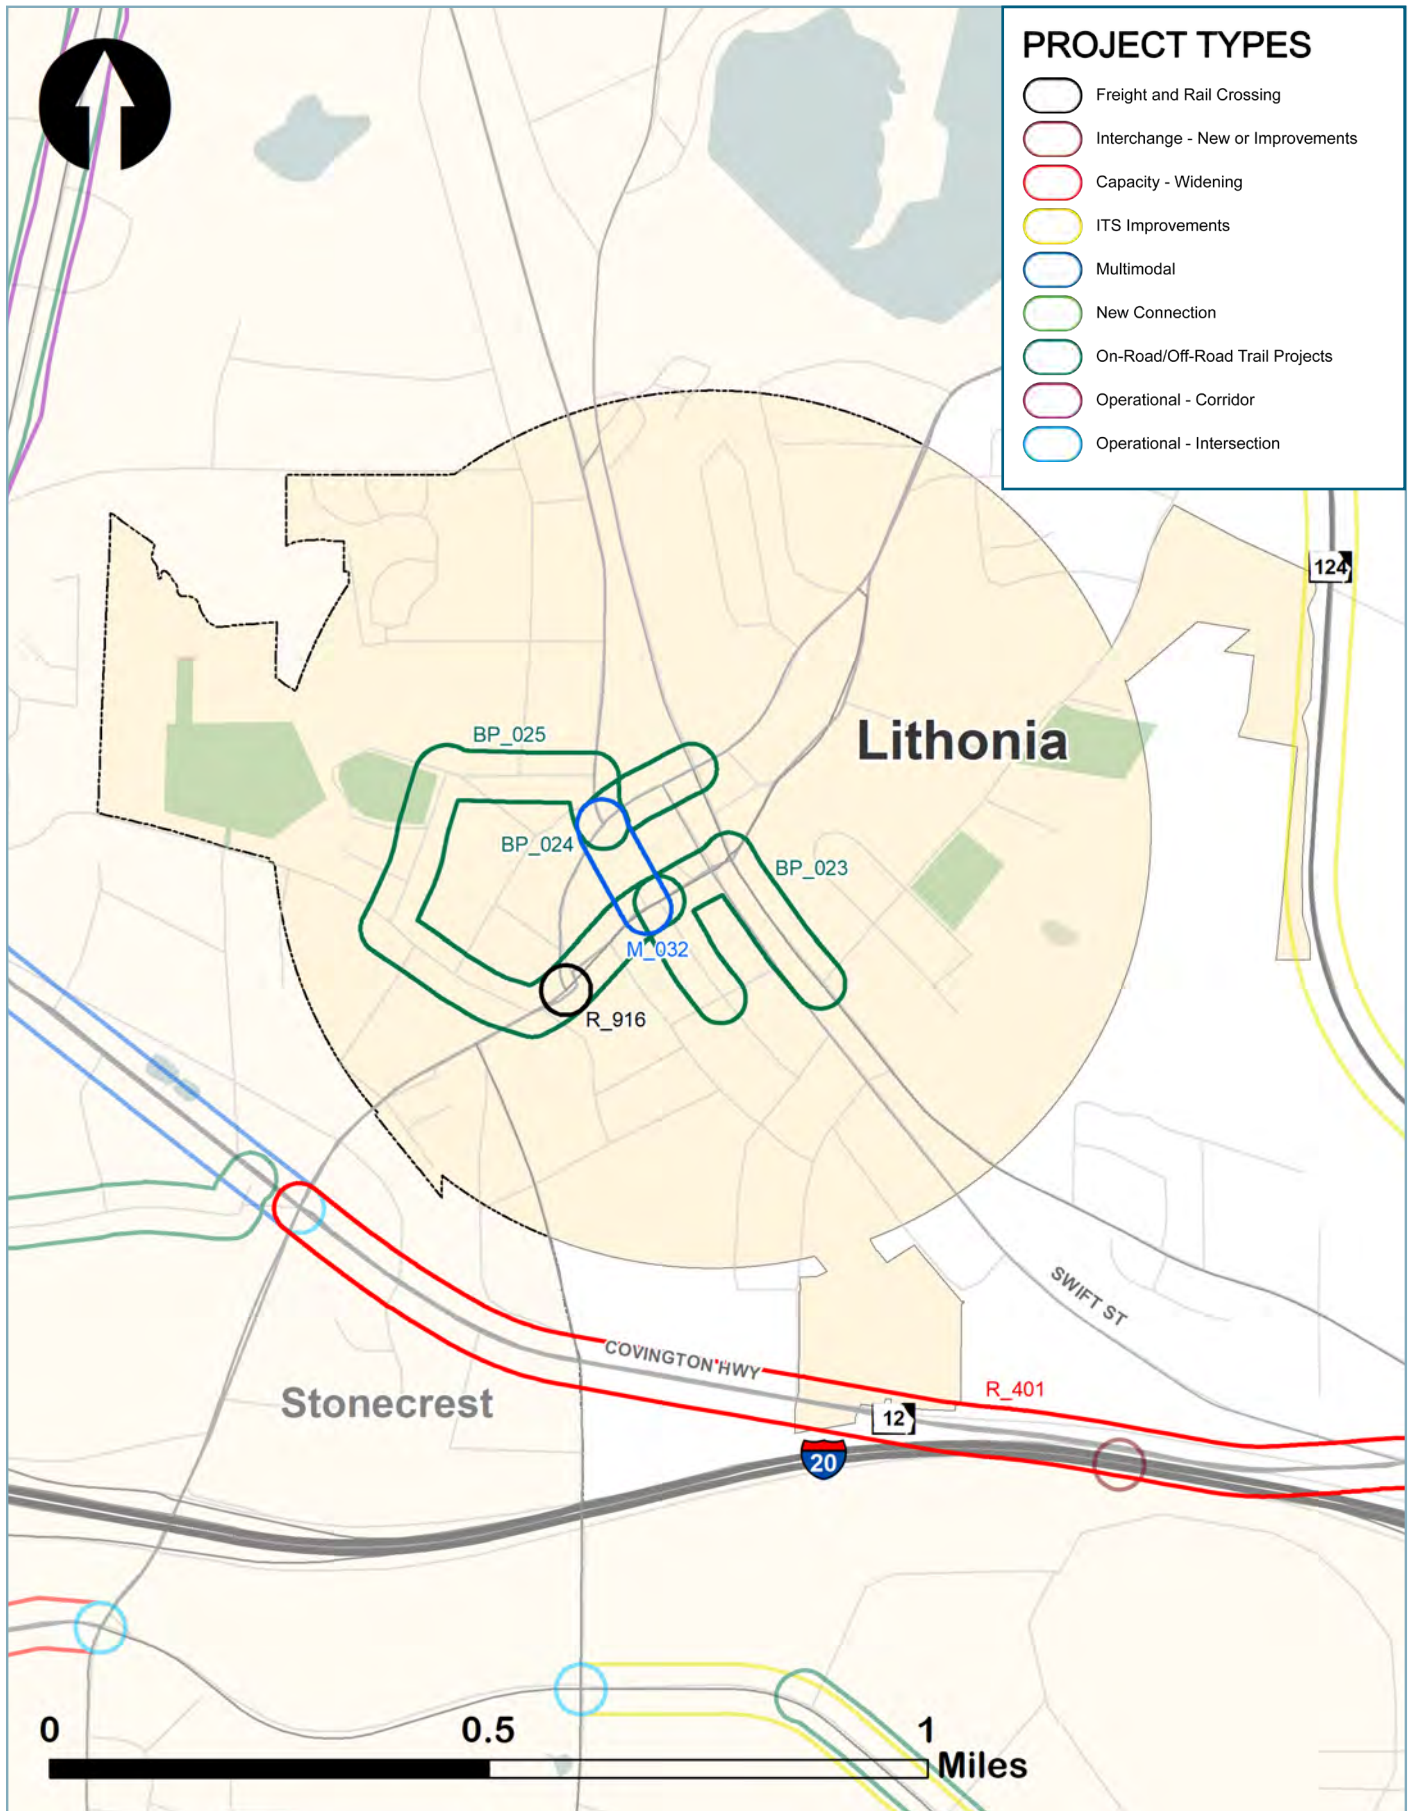 PROJECT TYPES
Freight and Rail Crossing
Interchange - New or Improvements
Capacity - Widening
ITS Improvements
Multimodal
New Connection
On-Road/Off-Road Trail Projects
Operational - Corridor
Operational - Intersection
124
BP_025
Lithonia
BP_024
BP_023
M_032
R_916
SWIFT ST
COVINGTON HWY
R_401
Stonecrest
12
20
0
0.5
1
Miles